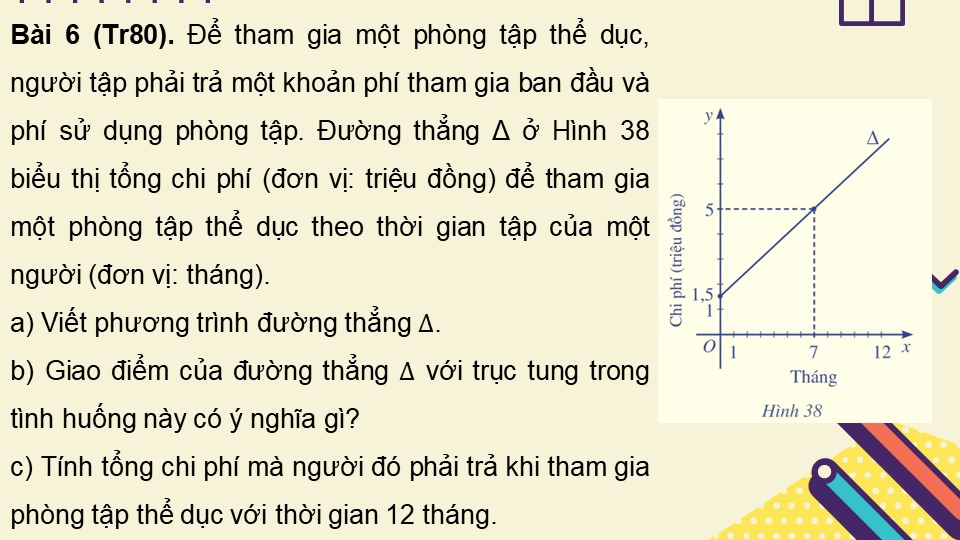 Bài 6 (Tr80). Để tham gia một phòng tập thể dục,
người tập phải trả một khoản phí tham gia ban đầu và
phí sử dụng phòng tập. Đường thẳng Δ ở Hình 38
biểu thị tổng chi phí (đơn vị: triệu đồng) để tham gia
một phòng tập thể dục theo thời gian tập của một
người (đơn vị: tháng).
a) Viết phương trình đường thẳng Δ.
b) Giao điểm của đường thẳng Δ với trục tung trong
tình huống này có ý nghĩa gì?
c) Tính tổng chi phí mà người đó phải trả khi tham gia
phòng tập thể dục với thời gian 12 tháng.
y
Δ
Chi phí (triệu đồng)
5
1,5
1
O 1 7 12 x
Tháng
Hình 38